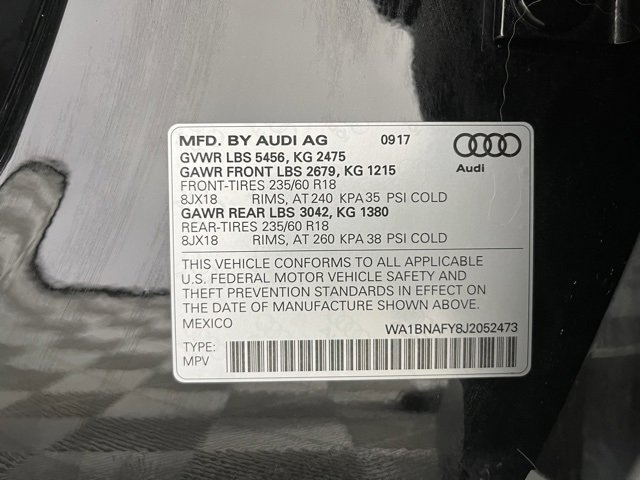 MFD. BY AUDI AG 0917
GVWR LBS 5456, KG 2475
GAWR FRONT LBS 2679, KG 1215
FRONT-TIRES 235/60 R18
8JX18 RIMS, AT 240 KPA 35 PSI COLD
GAWR REAR LBS 3042, KG 1380
REAR-TIRES 235/60 R18
8JX18 RIMS, AT 260 KPA 38 PSI COLD
Audi
THIS VEHICLE CONFORMS TO ALL APPLICABLE
U.S. FEDERAL MOTOR VEHICLE SAFETY AND
THEFT PREVENTION STANDARDS IN EFFECT ON
THE DATE OF MANUFACTURE SHOWN ABOVE.
MEXICO
WA1BNAFY8J2052473
TYPE:
MPV